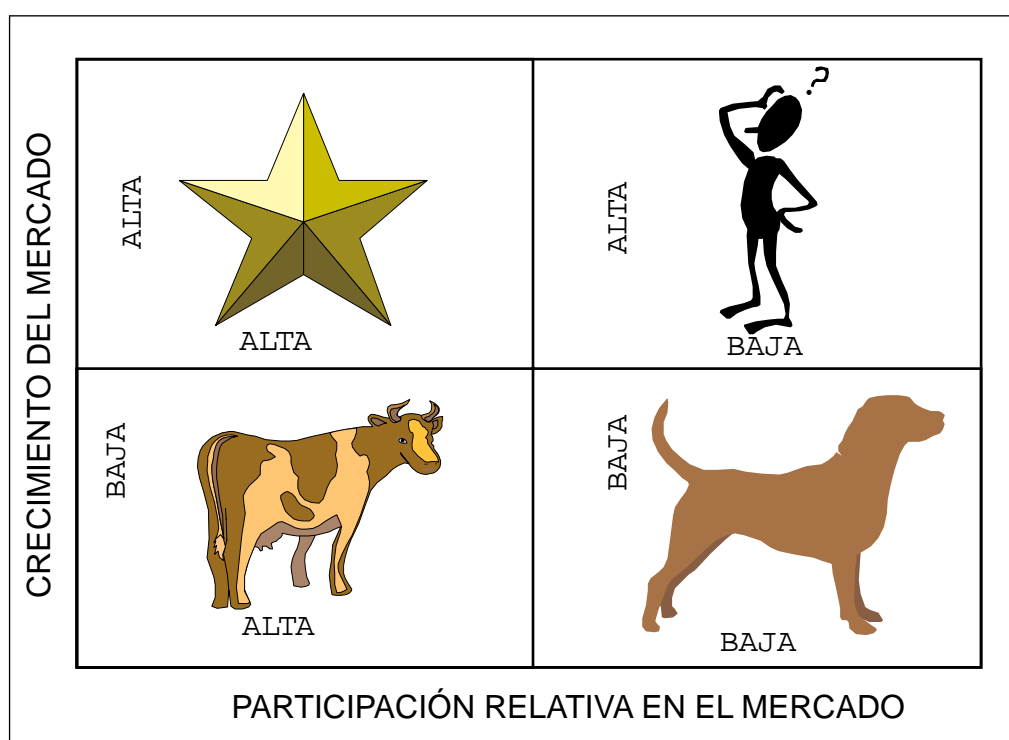 CRECIMIENTO DEL MERCADO
ALTA
ALTA
ALTA
?
BAJA
BAJA
ALTA
BAJA
BAJA
PARTICIPACIÓN RELATIVA EN EL MERCADO